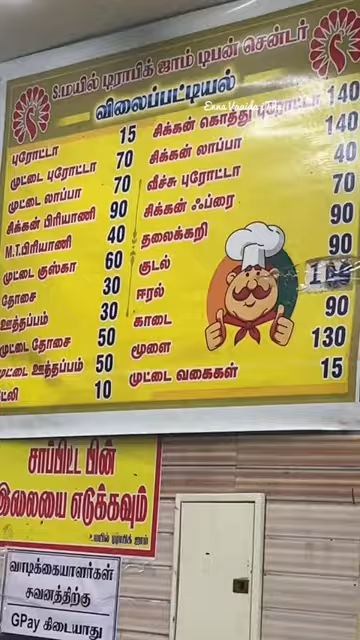 S.மயில் டிராபிக் ஜாம் டிபன் சென்டர்
விலைப்பட்டியல்
புரோட்டா 15
முட்டை புரோட்டா 70
முட்டை லாப்பா 70
சிக்கன் பிரியாணி 90
M.T.பிரியாணி 40
முட்டை குஸ்கா 60
தோசை 30
ஊத்தப்பம் 30
முட்டை தோசை 50
முட்டை ஊத்தப்பம் 50
ட்லி 10
சிக்கன் கொத்து புரோட்டா 140
சிக்கன் லாப்பா 140
வீச்சு புரோட்டா 40
சிக்கன் ஃப்ரை 70
தலைக்கறி 90
குடல் 90
ஈரல்
காடை 90
மூளை 130
முட்டை வகைகள் 15
சாப்பிட்ட பின்
இலையை எடுக்கவும்
உ.மயில் டிராபிக் ஜாம்
வாடிக்கையாளர்கள்
கவனத்திற்கு
GPay கிடையாது